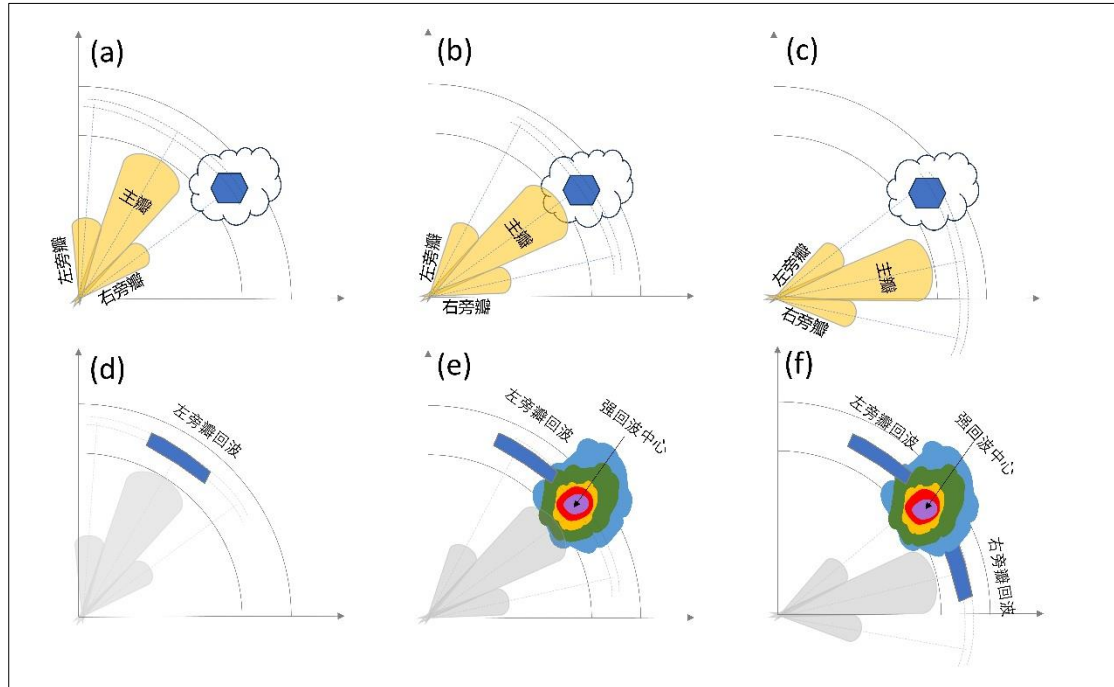 (a)
主瓣
左旁瓣
右旁瓣
(b)
主瓣
左旁瓣
右旁瓣
(c)
左旁瓣
主瓣
右旁瓣
(d)
左旁瓣回波
(e)
左旁瓣回波
强回波中心
(f)
左旁瓣回波
强回波中心
右旁瓣回波